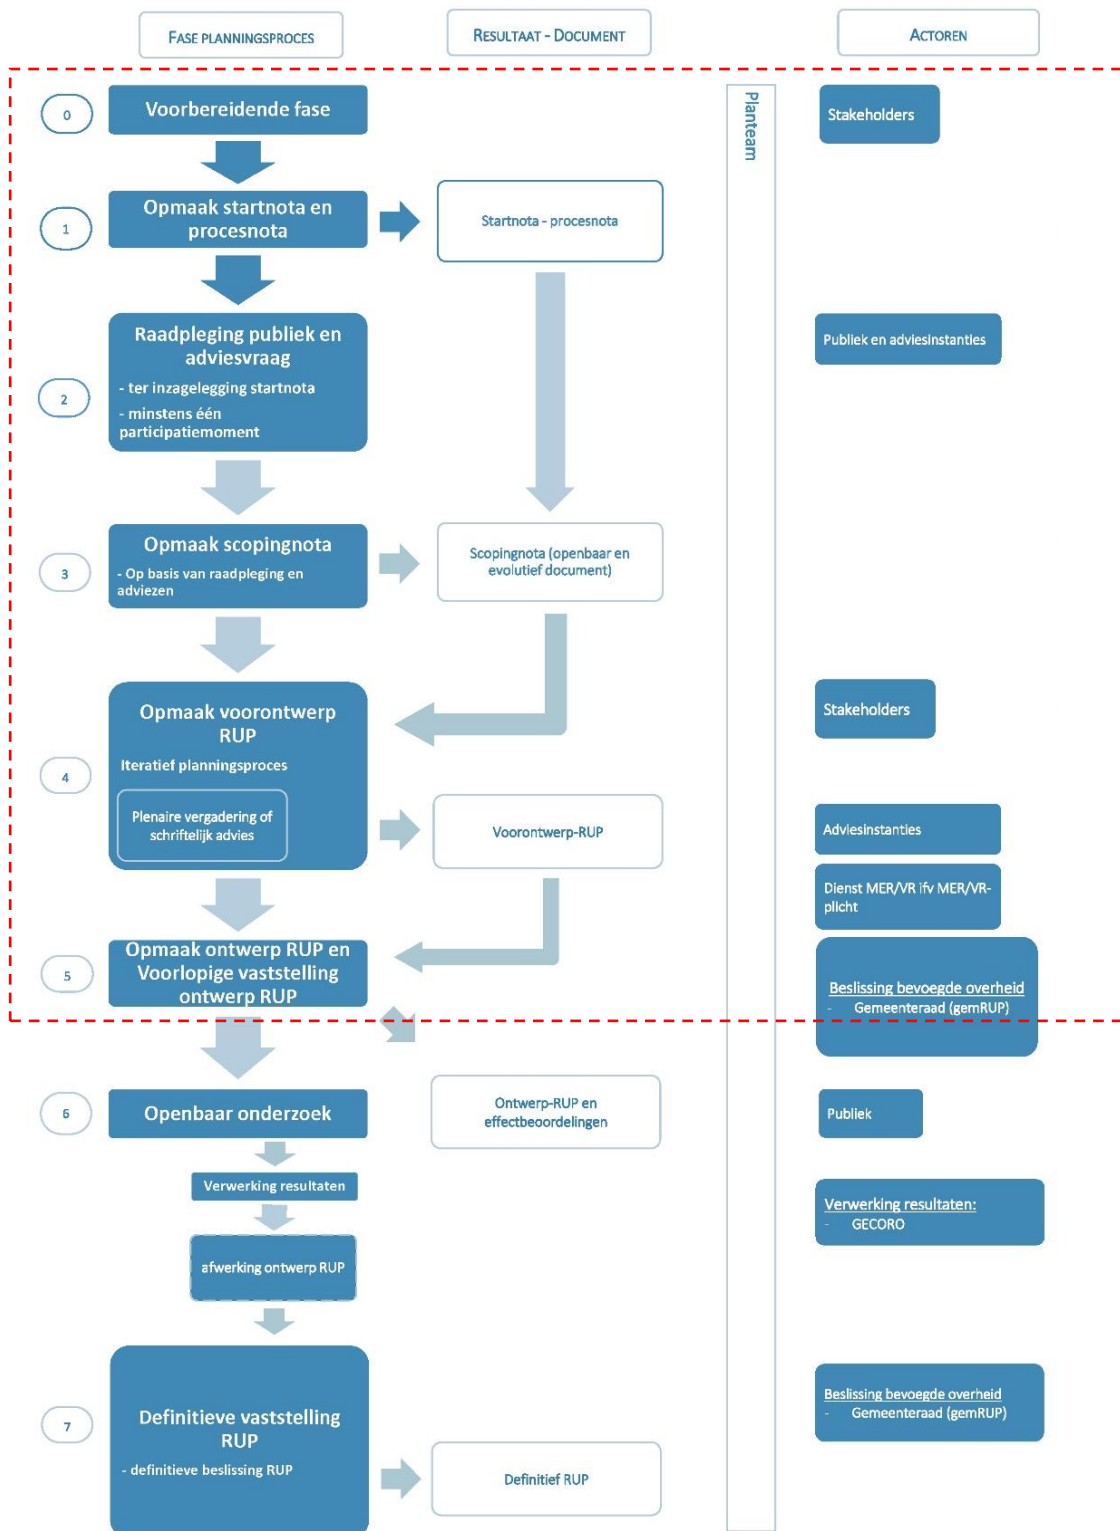 FASE PLANNINGSPROCES
RESULTAAT - DOCUMENT
ACTOREN
0
Voorbereidende fase
Planteam
Stakeholders
1
Opmaak startnota en
procesnota
Startnota - procesnota
2
Raadpleging publiek en
adviesvraag
- ter inzagelegging startnota
- minstens één
participatiemoment
Publiek en adviesinstanties
3
Opmaak scopingnota
- Op basis van raadpleging en
adviezen
Scopingnota (openbaar en
evolutief document)
4
Opmaak voorontwerp
RUP
Iteratief planningsproces
Plenaire vergadering of
schriftelijk advies
Voorontwerp-RUP
Stakeholders
Adviesinstanties
Dienst MER/VR ifv MER/VR-
plicht
5
Opmaak ontwerp RUP en
Voorlopige vaststelling
ontwerp RUP
Beslissing bevoegde overheid
- Gemeenteraad (gemRUP)
6
Openbaar onderzoek
Ontwerp-RUP en
effectbeoordelingen
Publiek
Verwerking resultaten
Verwerking resultaten:
- GECORO
afwerking ontwerp RUP
7
Definitieve vaststelling
RUP
- definitieve beslissing RUP
Definitief RUP
Beslissing bevoegde overheid
- Gemeenteraad (gemRUP)